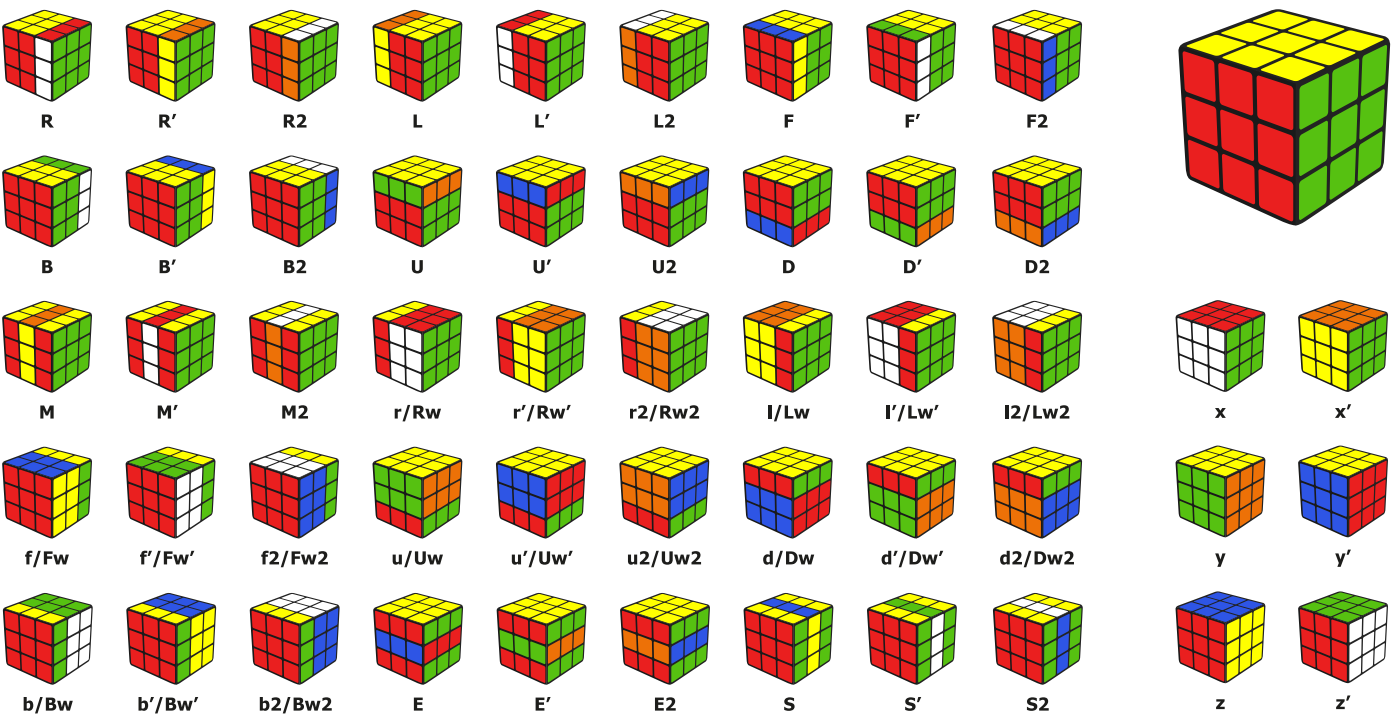 R R′ R2 L L′ L2 F F′ F2
B B′ B2 U U′ U2 D D′ D2
M M′ M2 r/Rw r′/Rw′ r2/Rw2 l/Lw l′/Lw′ l2/Lw2 x x′
f/Fw f′/Fw′ f2/Fw2 u/Uw u′/Uw′ u2/Uw2 d/Dw d′/Dw′ d2/Dw2 y y′
b/Bw b′/Bw′ b2/Bw2 E E′ E2 S S′ S2 z z′